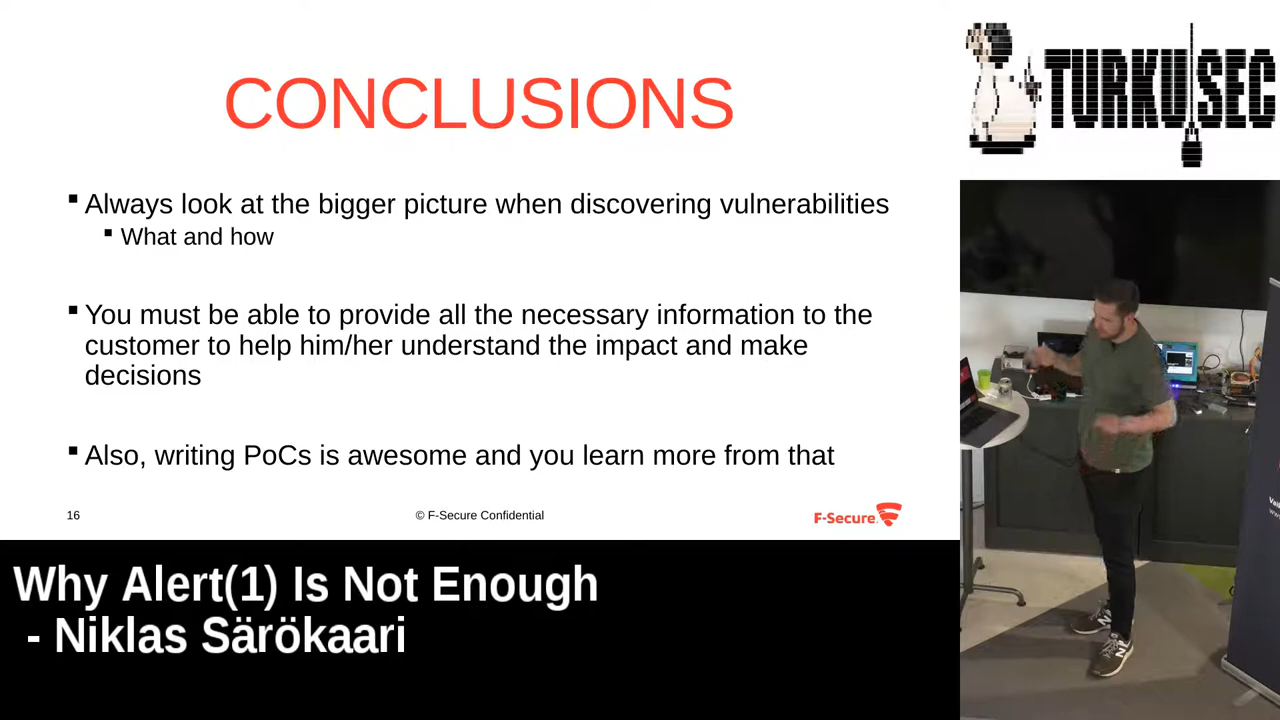 CONCLUSIONS
▪ Always look at the bigger picture when discovering vulnerabilities
▪ What and how
▪ You must be able to provide all the necessary information to the
customer to help him/her understand the impact and make
decisions
▪ Also, writing PoCs is awesome and you learn more from that
16
© F-Secure Confidential
F-Secure.
TURKUSEC
Why Alert(1) Is Not Enough
- Niklas Särökaari